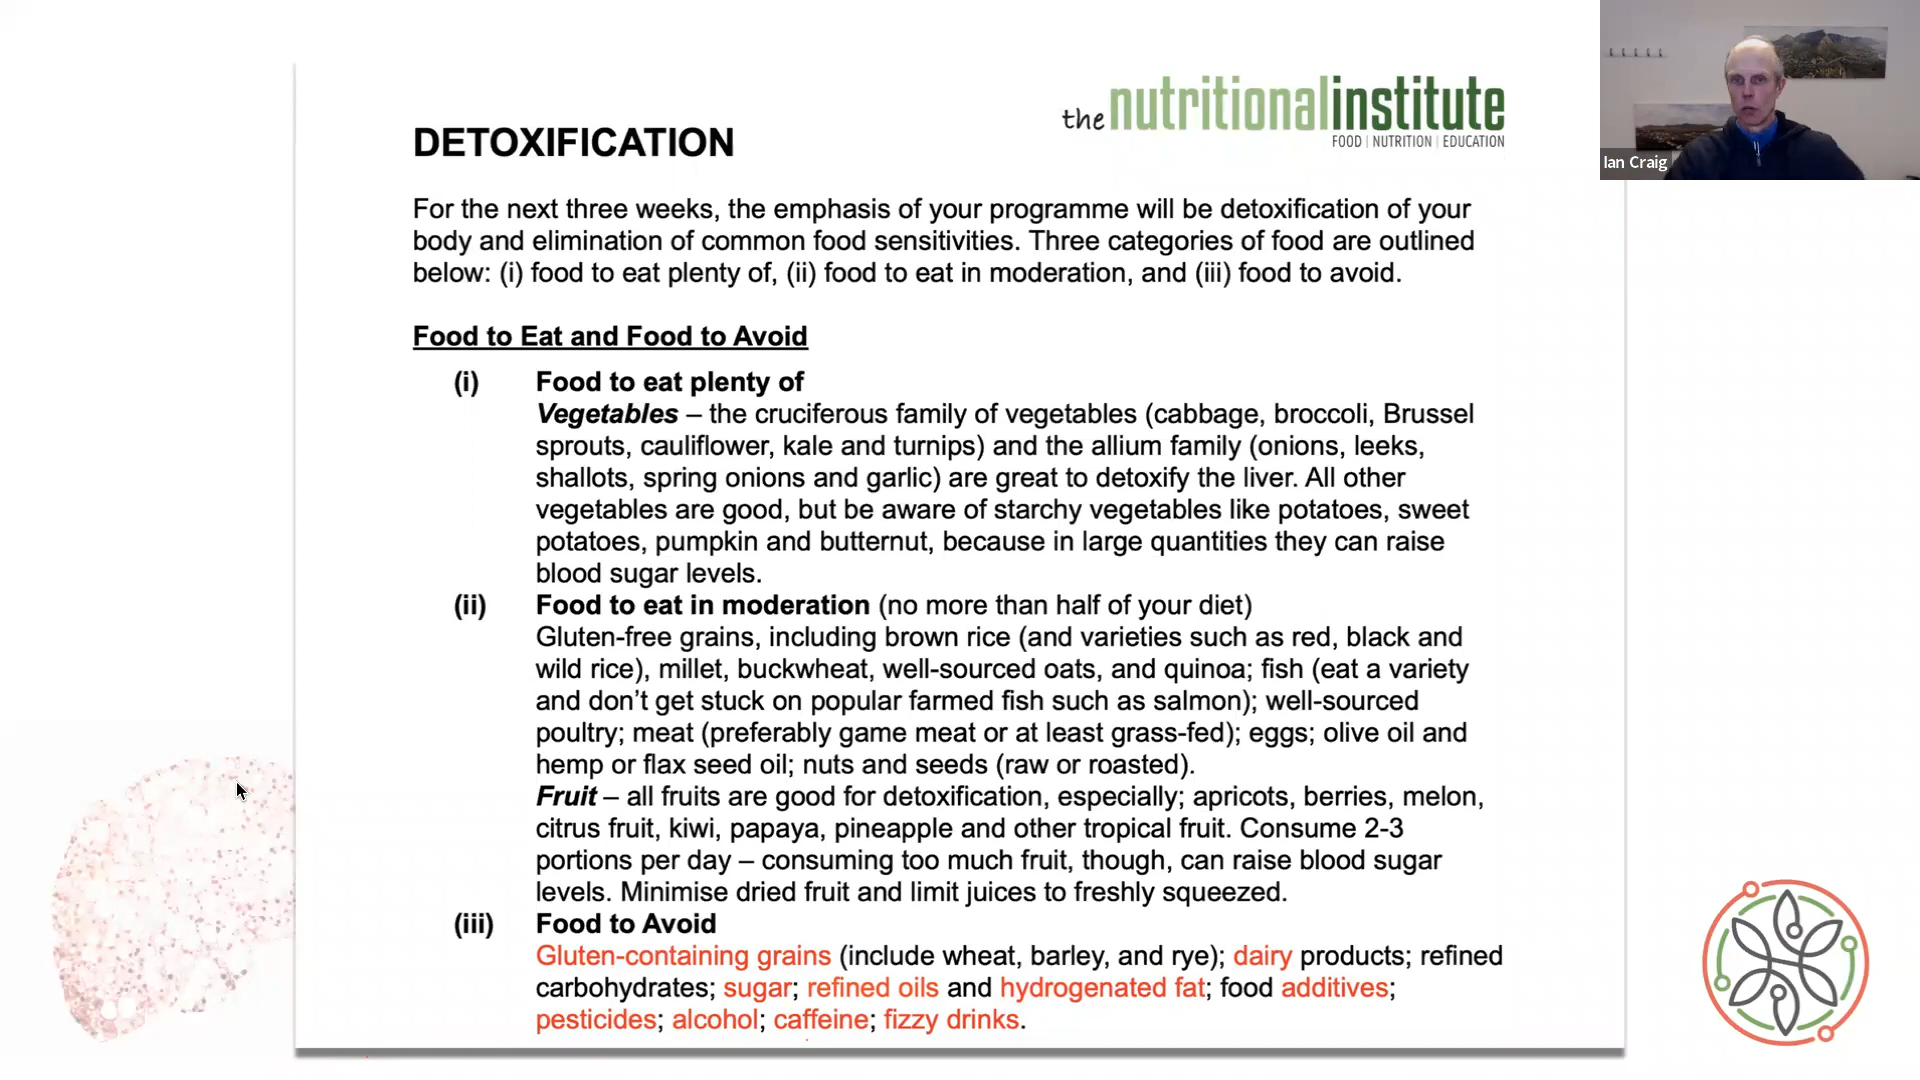 the nutritionalinstitute
FOOD | NUTRITION | EDUCATION
Ian Craig
DETOXIFICATION
For the next three weeks, the emphasis of your programme will be detoxification of your
body and elimination of common food sensitivities. Three categories of food are outlined
below: (i) food to eat plenty of, (ii) food to eat in moderation, and (iii) food to avoid.
Food to Eat and Food to Avoid
(i) Food to eat plenty of
Vegetables – the cruciferous family of vegetables (cabbage, broccoli, Brussel
sprouts, cauliflower, kale and turnips) and the allium family (onions, leeks,
shallots, spring onions and garlic) are great to detoxify the liver. All other
vegetables are good, but be aware of starchy vegetables like potatoes, sweet
potatoes, pumpkin and butternut, because in large quantities they can raise
blood sugar levels.
(ii) Food to eat in moderation (no more than half of your diet)
Gluten-free grains, including brown rice (and varieties such as red, black and
wild rice), millet, buckwheat, well-sourced oats, and quinoa; fish (eat a variety
and don’t get stuck on popular farmed fish such as salmon); well-sourced
poultry; meat (preferably game meat or at least grass-fed); eggs; olive oil and
hemp or flax seed oil; nuts and seeds (raw or roasted).
Fruit – all fruits are good for detoxification, especially; apricots, berries, melon,
citrus fruit, kiwi, papaya, pineapple and other tropical fruit. Consume 2-3
portions per day – consuming too much fruit, though, can raise blood sugar
levels. Minimise dried fruit and limit juices to freshly squeezed.
(iii) Food to Avoid
Gluten-containing grains (include wheat, barley, and rye); dairy products; refined
carbohydrates; sugar; refined oils and hydrogenated fat; food additives;
pesticides; alcohol; caffeine; fizzy drinks.